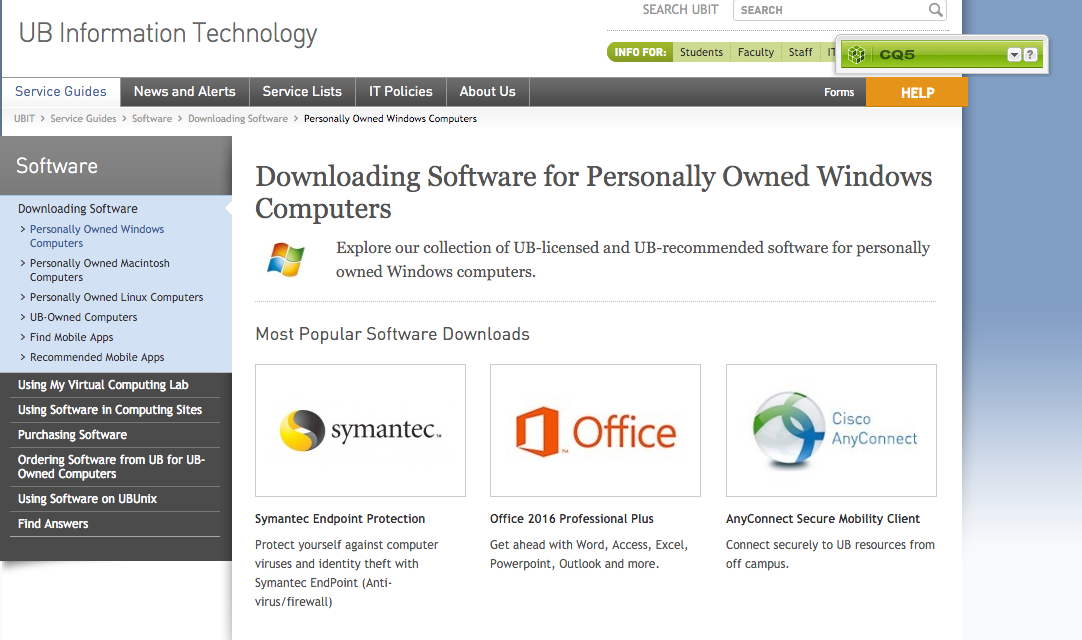 SEARCH UBIT
SEARCH
UB Information Technology
INFO FOR: Students Faculty Staff
CQ5
?
Service Guides News and Alerts Service Lists IT Policies About Us Forms HELP
UBIT > Service Guides > Software > Downloading Software > Personally Owned Windows Computers
Software
Downloading Software
> Personally Owned Windows
Computers
> Personally Owned Macintosh
Computers
> Personally Owned Linux Computers
> UB-Owned Computers
> Find Mobile Apps
> Recommended Mobile Apps
Using My Virtual Computing Lab
Using Software in Computing Sites
Purchasing Software
Ordering Software from UB for UB-
Owned Computers
Using Software on UBUnix
Find Answers
Downloading Software for Personally Owned Windows
Computers
Explore our collection of UB-licensed and UB-recommended software for personally
owned Windows computers.
Most Popular Software Downloads
symantec™
Symantec Endpoint Protection
Protect yourself against computer
viruses and identity theft with
Symantec EndPoint (Anti-
virus/firewall)
™ Office
Office 2016 Professional Plus
Get ahead with Word, Access, Excel,
Powerpoint, Outlook and more.
Cisco
AnyConnect
AnyConnect Secure Mobility Client
Connect securely to UB resources from
off campus.